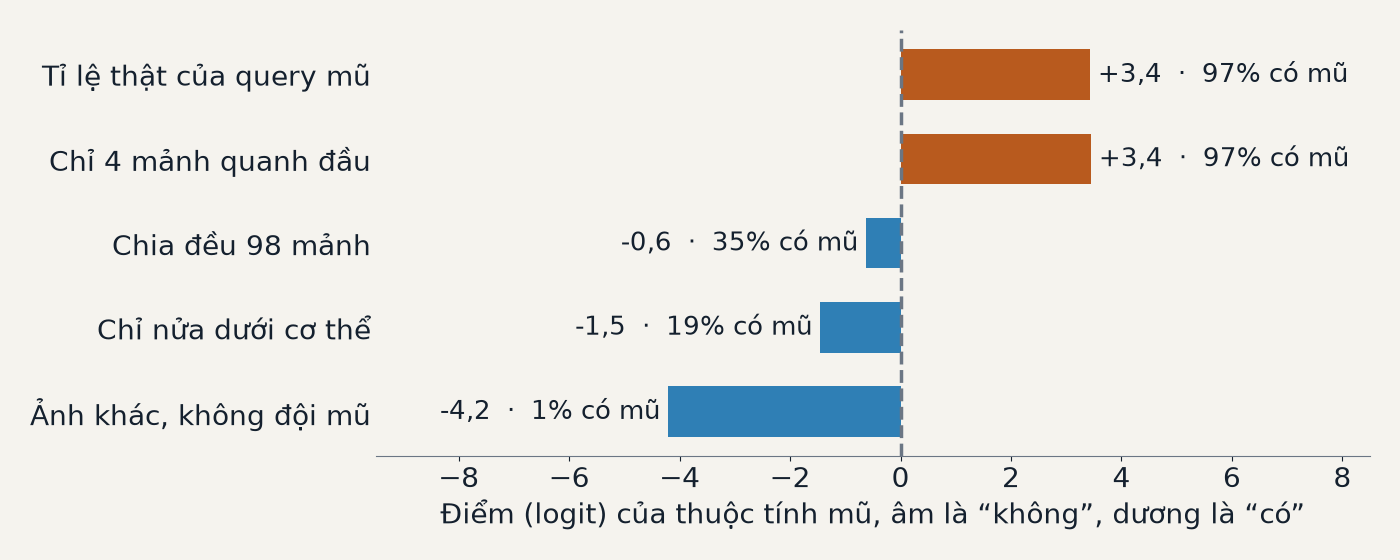 Tỉ lệ thật của query mũ
+3,4 · 97% có mũ
Chỉ 4 mảnh quanh đầu
+3,4 · 97% có mũ
Chia đều 98 mảnh
-0,6 · 35% có mũ
Chỉ nửa dưới cơ thể
-1,5 · 19% có mũ
Ảnh khác, không đội mũ
-4,2 · 1% có mũ
−8 −6 −4 −2 0 2 4 6 8
Điểm (logit) của thuộc tính mũ, âm là “không”, dương là “có”